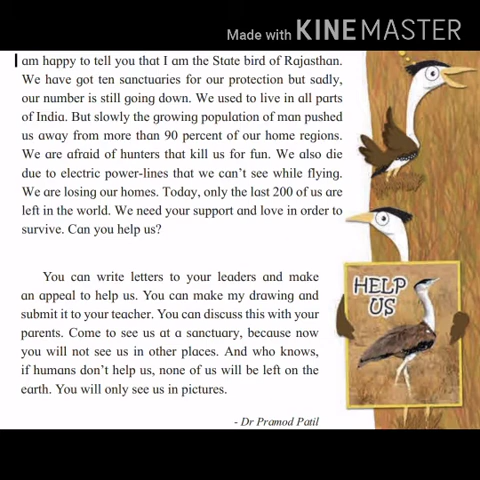 Made with KINEMASTER
I am happy to tell you that I am the State bird of Rajasthan.
We have got ten sanctuaries for our protection but sadly,
our number is still going down. We used to live in all parts
of India. But slowly the growing population of man pushed
us away from more than 90 percent of our home regions.
We are afraid of hunters that kill us for fun. We also die
due to electric power-lines that we can't see while flying.
We are losing our homes. Today, only the last 200 of us are
left in the world. We need your support and love in order to
survive. Can you help us?
You can write letters to your leaders and make
an appeal to help us. You can make my drawing and
submit it to your teacher. You can discuss this with your
parents. Come to see us at a sanctuary, because now
you will not see us in other places. And who knows,
if humans don't help us, none of us will be left on the
earth. You will only see us in pictures.
- Dr Pramod Patil
HELP
US